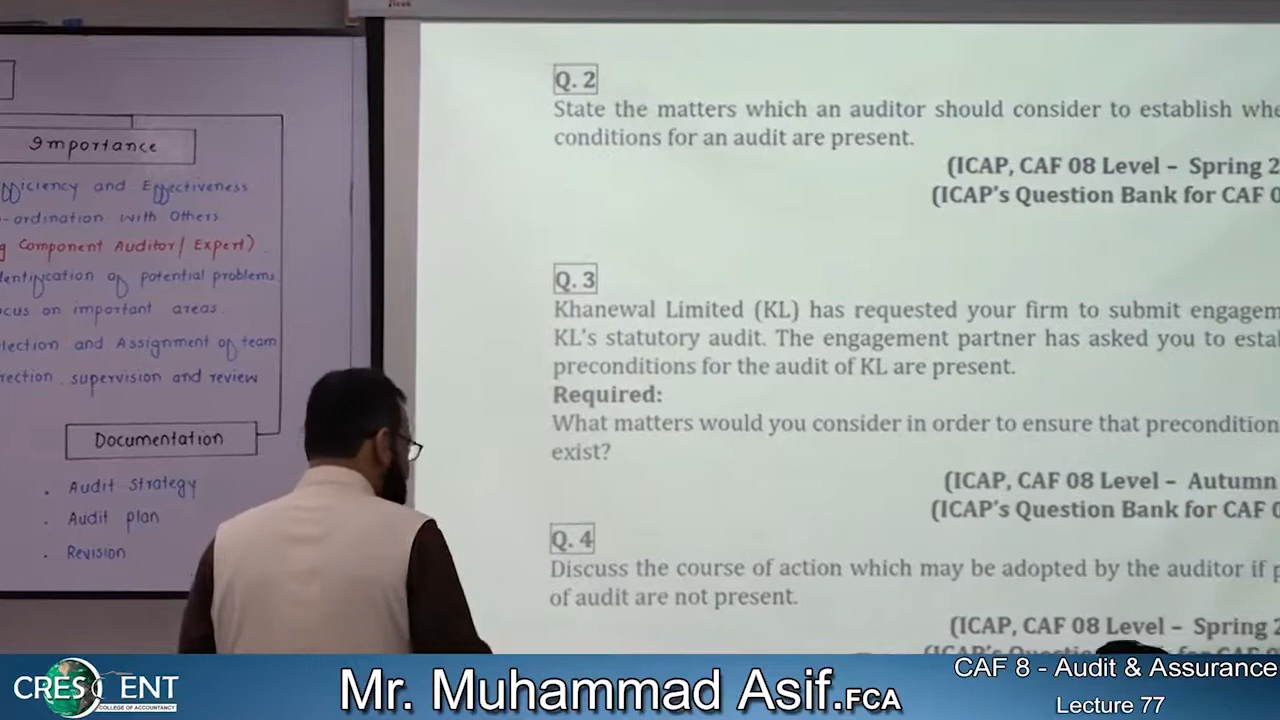 Importance
Efficiency and Effectiveness
-ordination with Others
g Component Auditor/ Expert)
dentification of potential problems
ocus on important areas.
lection and Assignment of team
rection, supervision and review
Documentation
. Audit Strategy
. Audit plan
. Revision
Q. 2
State the matters which an auditor should consider to establish whe
conditions for an audit are present.
(ICAP, CAF 08 Level – Spring 2
(ICAP's Question Bank for CAF 0
Q. 3
Khanewal Limited (KL) has requested your firm to submit engagem
KL's statutory audit. The engagement partner has asked you to estal
preconditions for the audit of KL are present.
Required:
What matters would you consider in order to ensure that precondition
exist?
(ICAP, CAF 08 Level – Autumn
(ICAP's Question Bank for CAF 0
Q. 4
Discuss the course of action which may be adopted by the auditor if p
of audit are not present.
(ICAP, CAF 08 Level – Spring 2
CRESCENT
COLLEGE OF ACCOUNTANCY
Mr. Muhammad Asif.FCA
CAF 8 - Audit & Assurance
Lecture 77